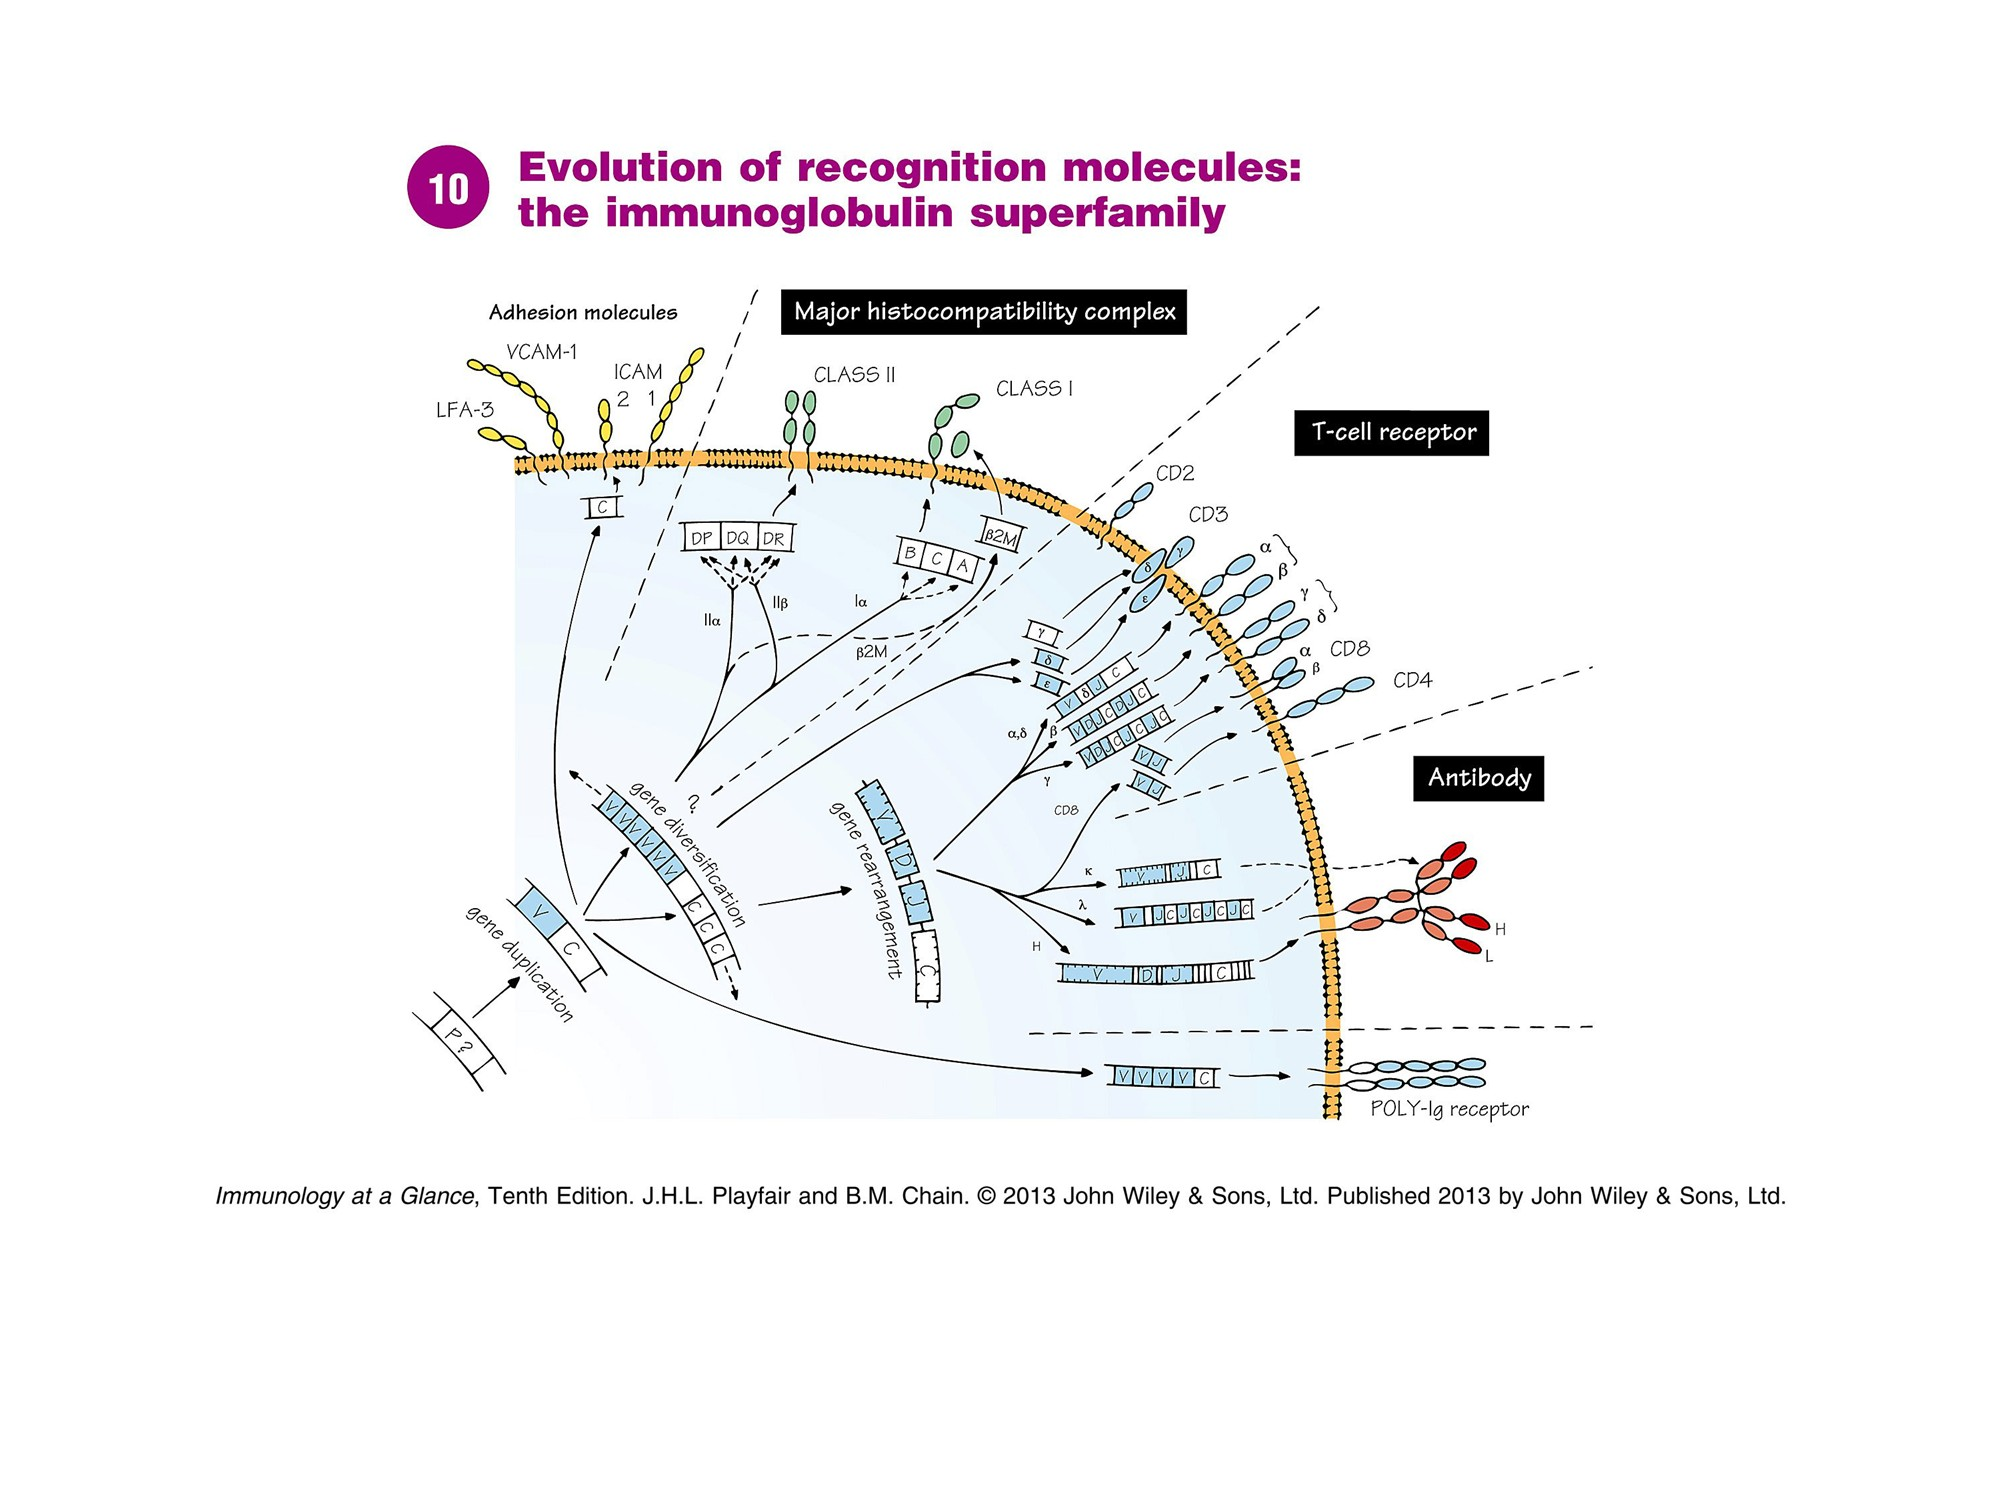 10
Evolution of recognition molecules:
the immunoglobulin superfamily
Adhesion molecules
Major histocompatibility complex
VCAM-1
ICAM
2 1
LFA-3
CLASS II
CLASS I
T-cell receptor
CD2
CD3
C
DP DQ DR
B C A
β2M
γ
δ
ε
α
β
γ
δ
CD8
α
β
CD4
IIα
IIβ
Iα
β2M
γ
δ
ε
V δ J C
V D J C D J C
V D J C J C J C
α,δ
β
γ
V J
V J
CD8
Antibody
?
gene diversification
V V V V V V
C C C
gene rearrangement
V D J C
V C
gene duplication
P?
κ
V J C
λ
V J C J C J C J C
H
V D J C
H
L
V V V V C
POLY-Ig receptor
Immunology at a Glance, Tenth Edition. J.H.L. Playfair and B.M. Chain. © 2013 John Wiley & Sons, Ltd. Published 2013 by John Wiley & Sons, Ltd.